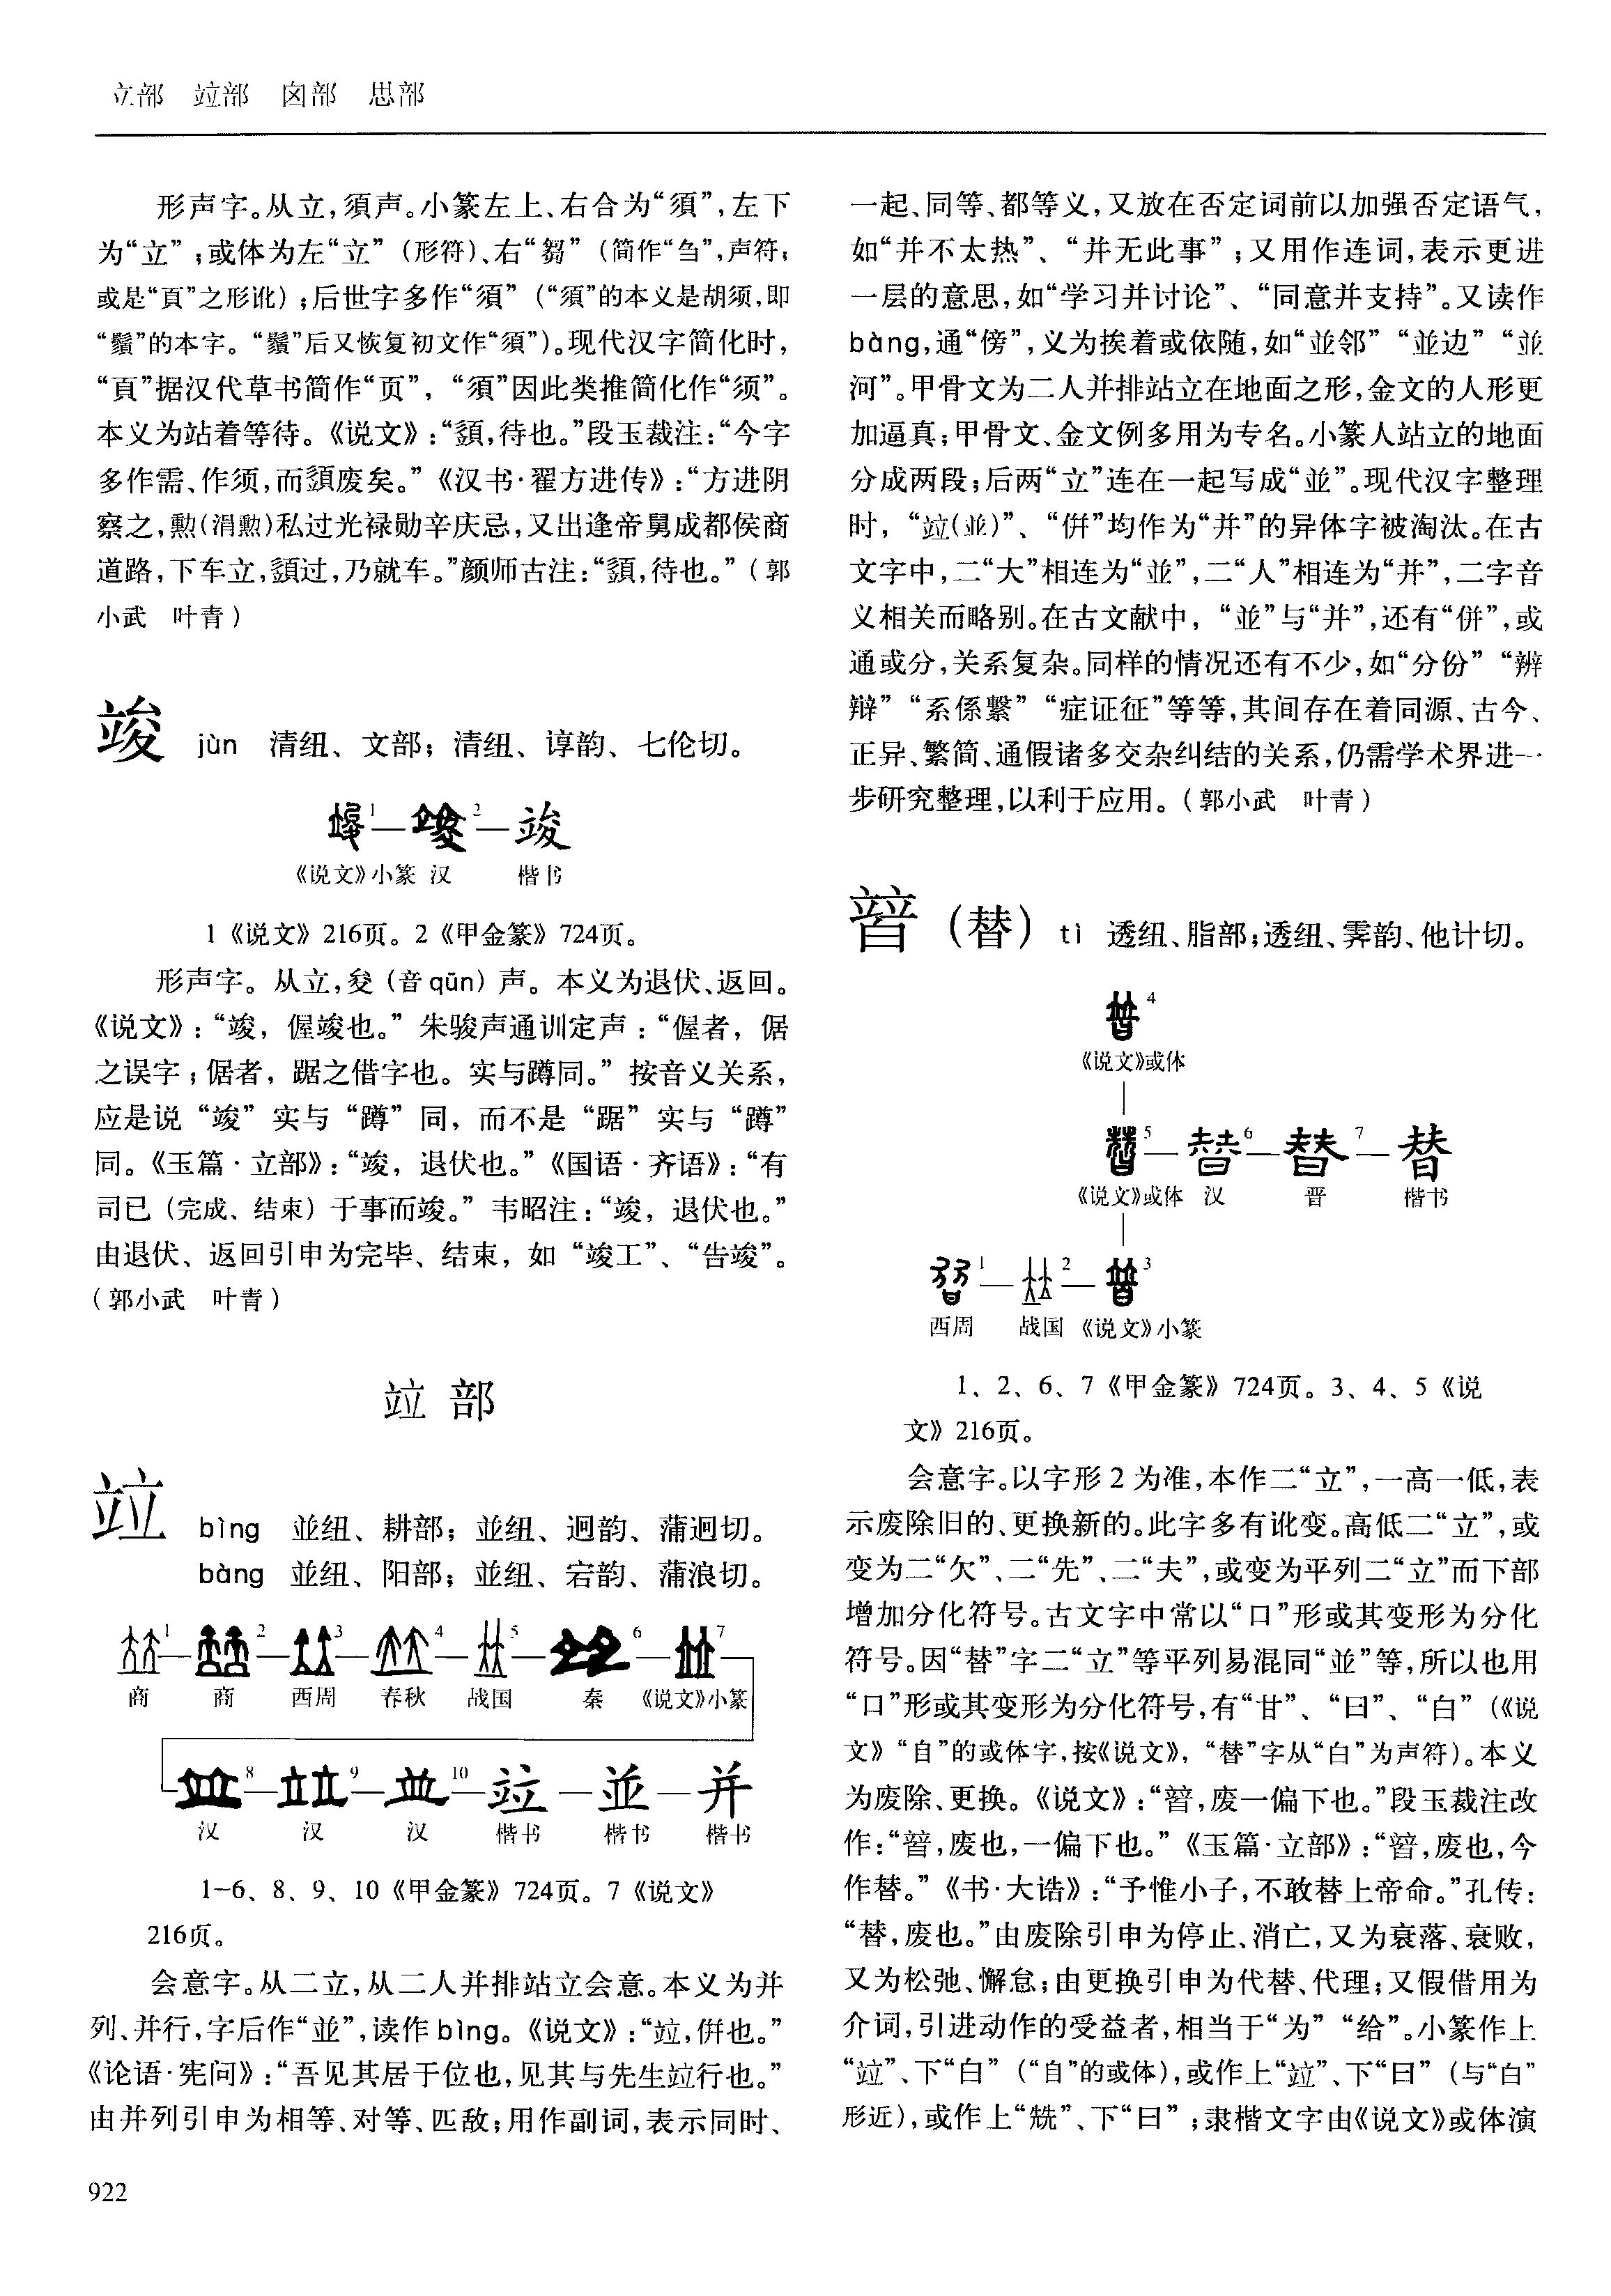 立部　竝部　囱部　思部
形声字。从立，須声。小篆左上、右合为“須”，左下
为“立”；或体为左“立”（形符）、右“芻”（简作“刍”，声符；
或是“頁”之形讹）；后世字多作“須”（“須”的本义是胡须，即
“鬚”的本字。“鬚”后又恢复初文作“須”）。现代汉字简化时，
“頁”据汉代草书简作“页”，“須”因此类推简化作“须”。
本义为站着等待。《说文》：“䇓，待也。”段玉裁注：“今字
多作需、作须，而䇓废矣。”《汉书·翟方进传》：“方进阴
察之，勲(涓勲)私过光禄勋辛庆忌，又出逢帝舅成都侯商
道路，下车立，䇓过，乃就车。”颜师古注：“䇓，待也。”（郭
小武　叶青）
竣　jùn　清纽、文部；清纽、谆韵、七伦切。
1—2—竣
《说文》小篆　汉　楷书
1《说文》216页。2《甲金篆》724页。
形声字。从立，夋（音qūn）声。本义为退伏、返回。
《说文》：“竣，偓竣也。”朱骏声通训定声：“偓者，倨
之误字；倨者，踞之借字也。实与蹲同。”按音义关系，
应是说“竣”实与“蹲”同，而不是“踞”实与“蹲”
同。《玉篇·立部》：“竣，退伏也。”《国语·齐语》：“有
司已（完成、结束）于事而竣。”韦昭注：“竣，退伏也。”
由退伏、返回引申为完毕、结束，如“竣工”、“告竣”。
（郭小武　叶青）
竝部
竝　bìng　並纽、耕部；並纽、迥韵、蒲迥切。
bàng　並纽、阳部；並纽、宕韵、蒲浪切。
1—2—3—4—5—6—7
商　商　西周　春秋　战国　秦　《说文》小篆
8—9—10—竝—並—并
汉　汉　汉　楷书　楷书　楷书
1-6、8、9、10《甲金篆》724页。7《说文》
216页。
会意字。从二立，从二人并排站立会意。本义为并
列、并行，字后作“並”，读作bìng。《说文》：“竝，併也。”
《论语·宪问》：“吾见其居于位也，见其与先生竝行也。”
由并列引申为相等、对等、匹敌；用作副词，表示同时、
一起、同等、都等义，又放在否定词前以加强否定语气，
如“并不太热”、“并无此事”；又用作连词，表示更进
一层的意思，如“学习并讨论”、“同意并支持”。又读作
bàng，通“傍”，义为挨着或依随，如“並邻”“並边”“並
河”。甲骨文为二人并排站立在地面之形，金文的人形更
加逼真；甲骨文、金文例多用为专名。小篆人站立的地面
分成两段；后两“立”连在一起写成“並”。现代汉字整理
时，“竝(並)”、“併”均作为“并”的异体字被淘汰。在古
文字中，二“大”相连为“並”，二“人”相连为“并”，二字音
义相关而略别。在古文献中，“並”与“并”，还有“併”，或
通或分，关系复杂。同样的情况还有不少，如“分份”“辨
辩”“系係繫”“症证征”等等，其间存在着同源、古今、
正异、繁简、通假诸多交杂纠结的关系，仍需学术界进一
步研究整理，以利于应用。（郭小武　叶青）
暜（替）　tì　透纽、脂部；透纽、霁韵、他计切。
4
《说文》或体
5—6—7—替
《说文》或体　汉　晋　楷书
1—2—3
西周　战国　《说文》小篆
1、2、6、7《甲金篆》724页。3、4、5《说
文》216页。
会意字。以字形2为准，本作二“立”，一高一低，表
示废除旧的、更换新的。此字多有讹变。高低二“立”，或
变为二“欠”、二“先”、二“夫”，或变为平列二“立”而下部
增加分化符号。古文字中常以“口”形或其变形为分化
符号。因“替”字二“立”等平列易混同“並”等，所以也用
“口”形或其变形为分化符号，有“甘”、“曰”、“白”（《说
文》“自”的或体字，按《说文》，“替”字从“白”为声符）。本义
为废除、更换。《说文》：“暜，废一偏下也。”段玉裁注改
作：“暜，废也，一偏下也。”《玉篇·立部》：“暜，废也，今
作替。”《书·大诰》：“予惟小子，不敢替上帝命。”孔传：
“替，废也。”由废除引申为停止、消亡，又为衰落、衰败，
又为松弛、懈怠；由更换引申为代替、代理；又假借用为
介词，引进动作的受益者，相当于“为”“给”。小篆作上
“竝”、下“白”（“自”的或体），或作上“竝”、下“曰”（与“白”
形近），或作上“兟”、下“曰”；隶楷文字由《说文》或体演
922